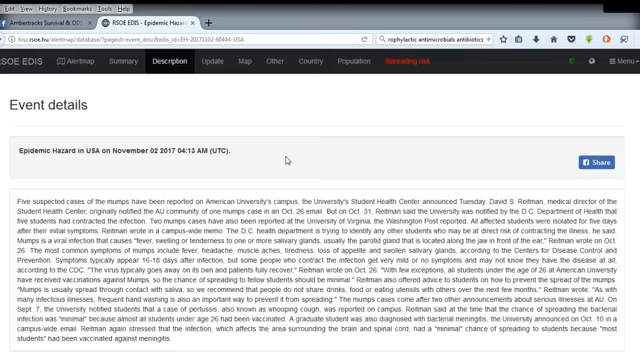 Edit View History Bookmarks Tools Help
Ambertracks Survival & OD
RSOE EDIS - Epidemic Hazard
hisz.rsoe.hu/alertmap/database/?pageid=event_desc&edis_id=EH-20171102-60444-USA
rophylactic antimicrobials antibiotics
RSOE EDIS Alertmap Summary Description Update Map Other Country Population Spreading risk Menu
Event details
Epidemic Hazard in USA on November 02 2017 04:13 AM (UTC).
Share
Five suspected cases of the mumps have been reported on American University's campus, the University's Student Health Center announced Tuesday. David S. Reitman, medical director of the
Student Health Center, originally notified the AU community of one mumps case in an Oct. 26 email. But on Oct. 31, Reitman said the University was notified by the D.C. Department of Health that
five students had contracted the infection. Two mumps cases have also been reported at the University of Virginia, the Washington Post reported. All affected students were isolated for five days
after their initial symptoms, Reitman wrote in a campus-wide memo. The D.C. health department is trying to identify any other students who may be at direct risk of contracting the illness, he said.
Mumps is a viral infection that causes "fever, swelling or tenderness to one or more salivary glands, usually the parotid gland that is located along the jaw in front of the ear," Reitman wrote on Oct.
26. The most common symptoms of mumps include fever, headache, muscle aches, tiredness, loss of appetite and swollen salivary glands, according to the Centers for Disease Control and
Prevention. Symptoms typically appear 16-18 days after infection, but some people who contract the infection get very mild or no symptoms and may not know they have the disease at all,
according to the CDC. "The virus typically goes away on its own and patients fully recover," Reitman wrote on Oct. 26. "With few exceptions, all students under the age of 26 at American University
have received vaccinations against Mumps, so the chance of spreading to fellow students should be minimal." Reitman also offered advice to students on how to prevent the spread of the mumps.
"Mumps is usually spread through contact with saliva, so we recommend that people do not share drinks, food or eating utensils with others over the next few months," Reitman wrote. "As with
many infectious illnesses, frequent hand washing is also an important way to prevent it from spreading." The mumps cases come after two other announcements about serious illnesses at AU. On
Sept. 7, the University notified students that a case of pertussis, also known as whooping cough, was reported on campus. Reitman said at the time that the chance of spreading the bacterial
infection was "minimal" because almost all students under age 26 had been vaccinated. A graduate student was also diagnosed with bacterial meningitis, the University announced on Oct. 10 in a
campus-wide email. Reitman again stressed that the infection, which affects the area surrounding the brain and spinal cord, had a "minimal" chance of spreading to students because "most
students" had been vaccinated against meningitis.